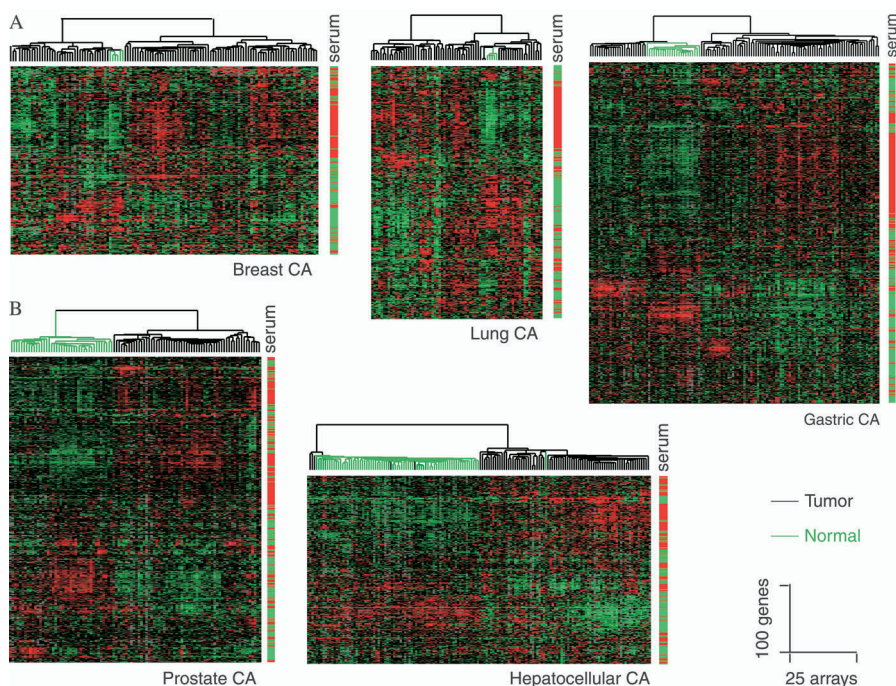 A
serum
serum
serum
Breast CA
Lung CA
Gastric CA
B
serum
serum
Prostate CA
Hepatocellular CA
Tumor
Normal
100 genes
25 arrays